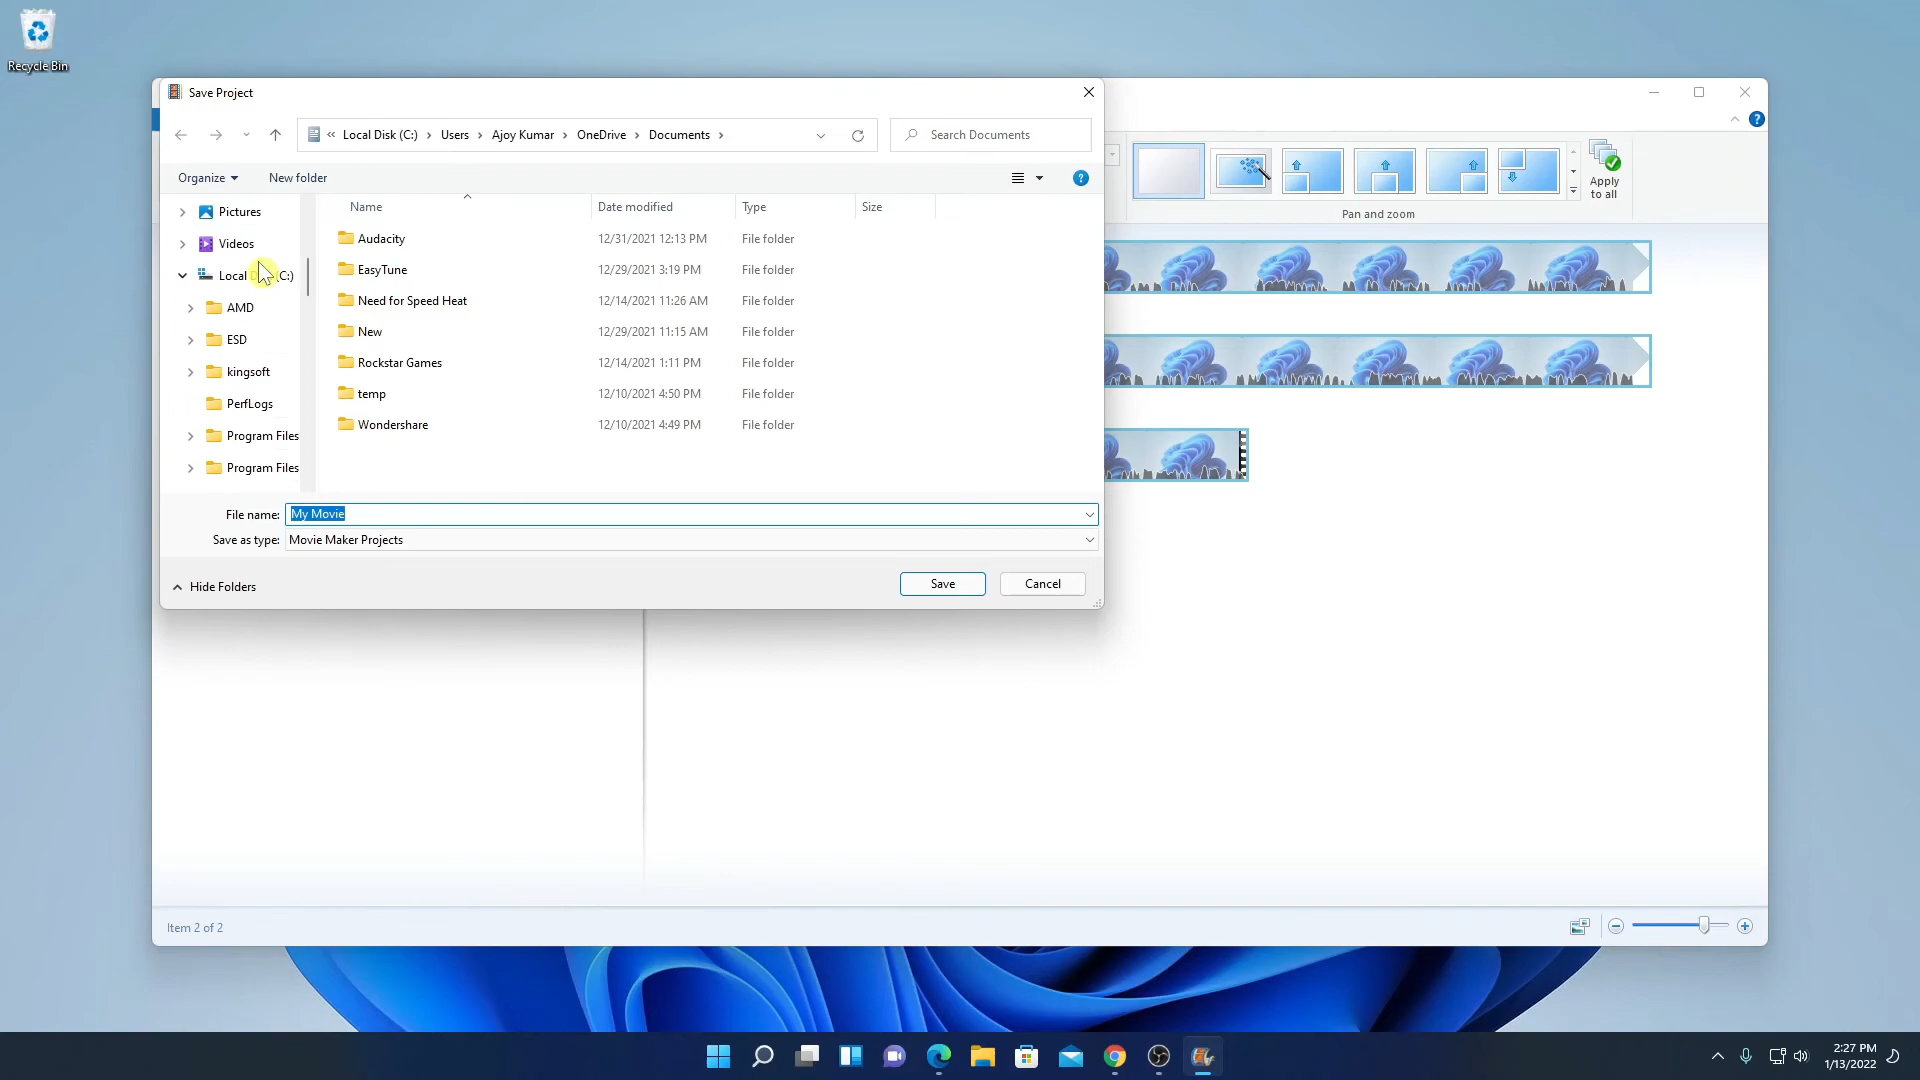 Recycle Bin
Save Project
« Local Disk (C:) › Users › Ajoy Kumar › OneDrive › Documents ›
Search Documents
Organize
New folder
Pictures
Videos
Local (C:)
AMD
ESD
kingsoft
PerfLogs
Program Files
Program Files
Name Date modified Type Size
Audacity 12/31/2021 12:13 PM File folder
EasyTune 12/29/2021 3:19 PM File folder
Need for Speed Heat 12/14/2021 11:26 AM File folder
New 12/29/2021 11:15 AM File folder
Rockstar Games 12/14/2021 1:11 PM File folder
temp 12/10/2021 4:50 PM File folder
Wondershare 12/10/2021 4:49 PM File folder
File name: My Movie
Save as type: Movie Maker Projects
Hide Folders
Save
Cancel
Apply
to all
Pan and zoom
Item 2 of 2
2:27 PM
1/13/2022